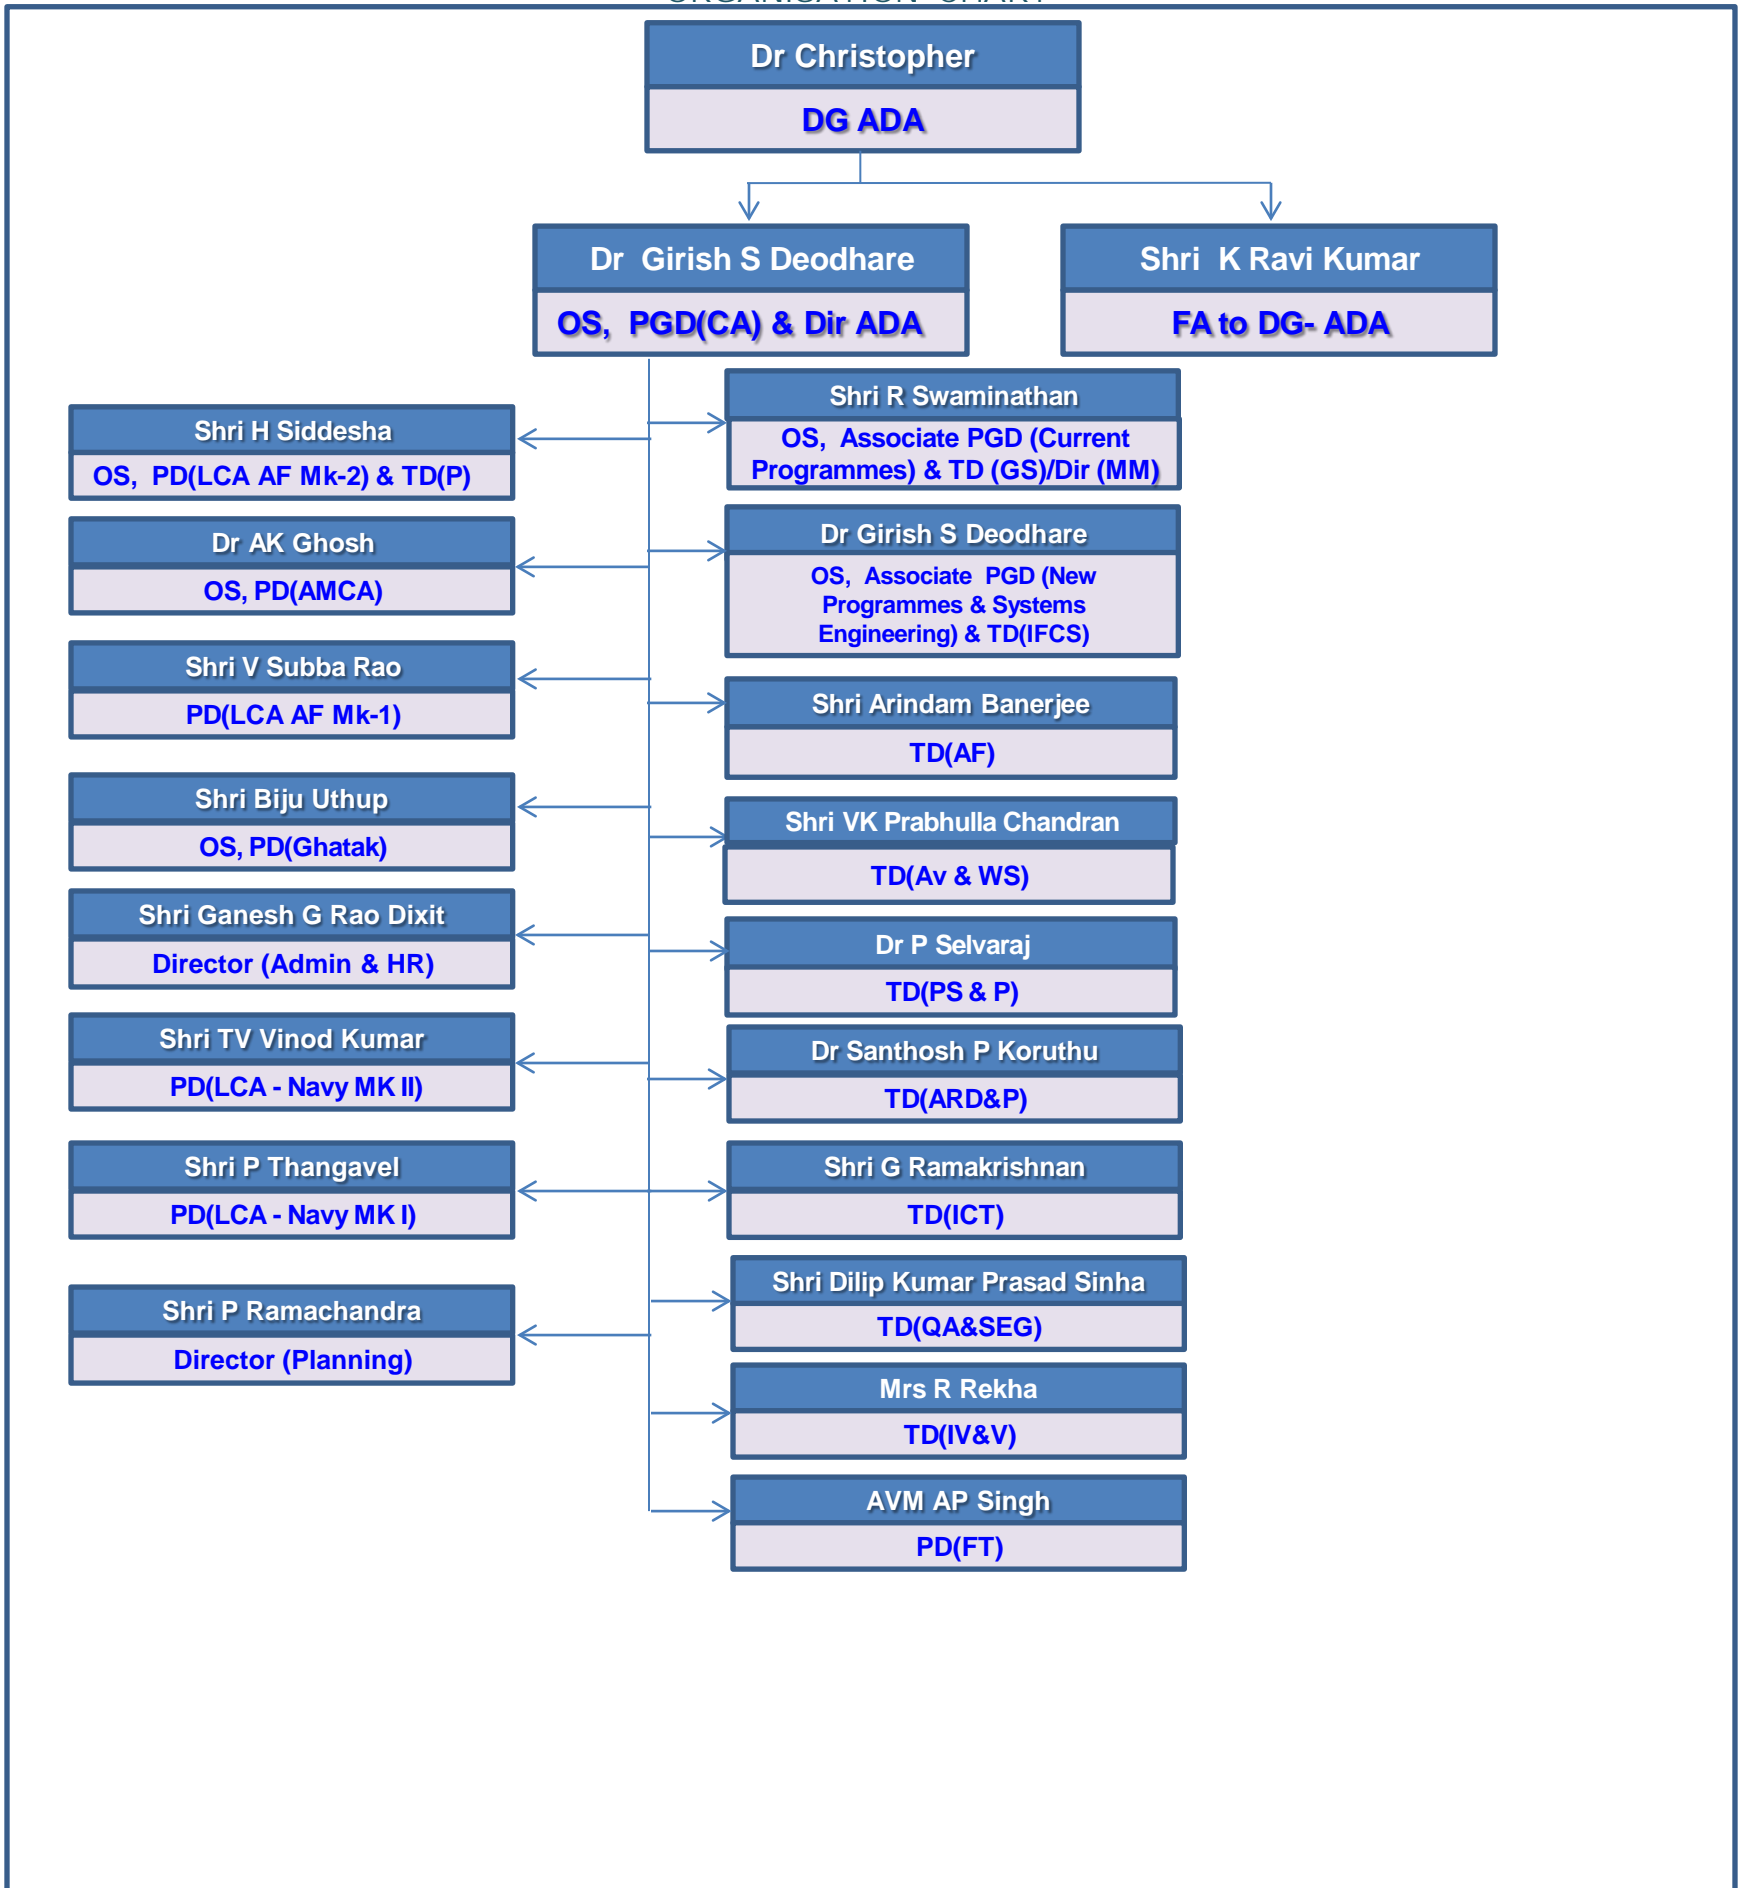 ORGANISATION CHART
Dr Christopher
DG ADA
Dr Girish S Deodhare
OS, PGD(CA) & Dir ADA
Shri K Ravi Kumar
FA to DG- ADA
Shri H Siddesha
OS, PD(LCA AF Mk-2) & TD(P)
Dr AK Ghosh
OS, PD(AMCA)
Shri V Subba Rao
PD(LCA AF Mk-1)
Shri Biju Uthup
OS, PD(Ghatak)
Shri Ganesh G Rao Dixit
Director (Admin & HR)
Shri TV Vinod Kumar
PD(LCA - Navy MK II)
Shri P Thangavel
PD(LCA - Navy MK I)
Shri P Ramachandra
Director (Planning)
Shri R Swaminathan
OS, Associate PGD (Current
Programmes) & TD (GS)/Dir (MM)
Dr Girish S Deodhare
OS, Associate PGD (New
Programmes & Systems
Engineering) & TD(IFCS)
Shri Arindam Banerjee
TD(AF)
Shri VK Prabhulla Chandran
TD(Av & WS)
Dr P Selvaraj
TD(PS & P)
Dr Santhosh P Koruthu
TD(ARD&P)
Shri G Ramakrishnan
TD(ICT)
Shri Dilip Kumar Prasad Sinha
TD(QA&SEG)
Mrs R Rekha
TD(IV&V)
AVM AP Singh
PD(FT)